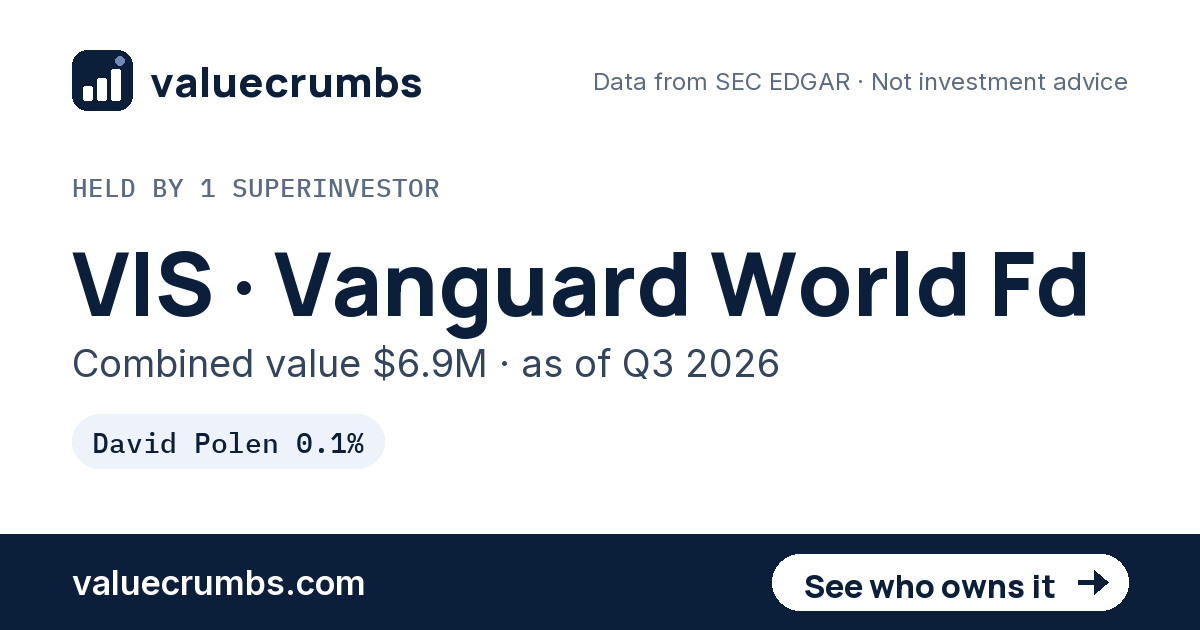 valuecrumbs
Data from SEC EDGAR · Not investment advice
HELD BY 1 SUPERINVESTOR
VIS · Vanguard World Fd
Combined value $6.9M · as of Q3 2026
David Polen 0.1%
valuecrumbs.com
See who owns it →